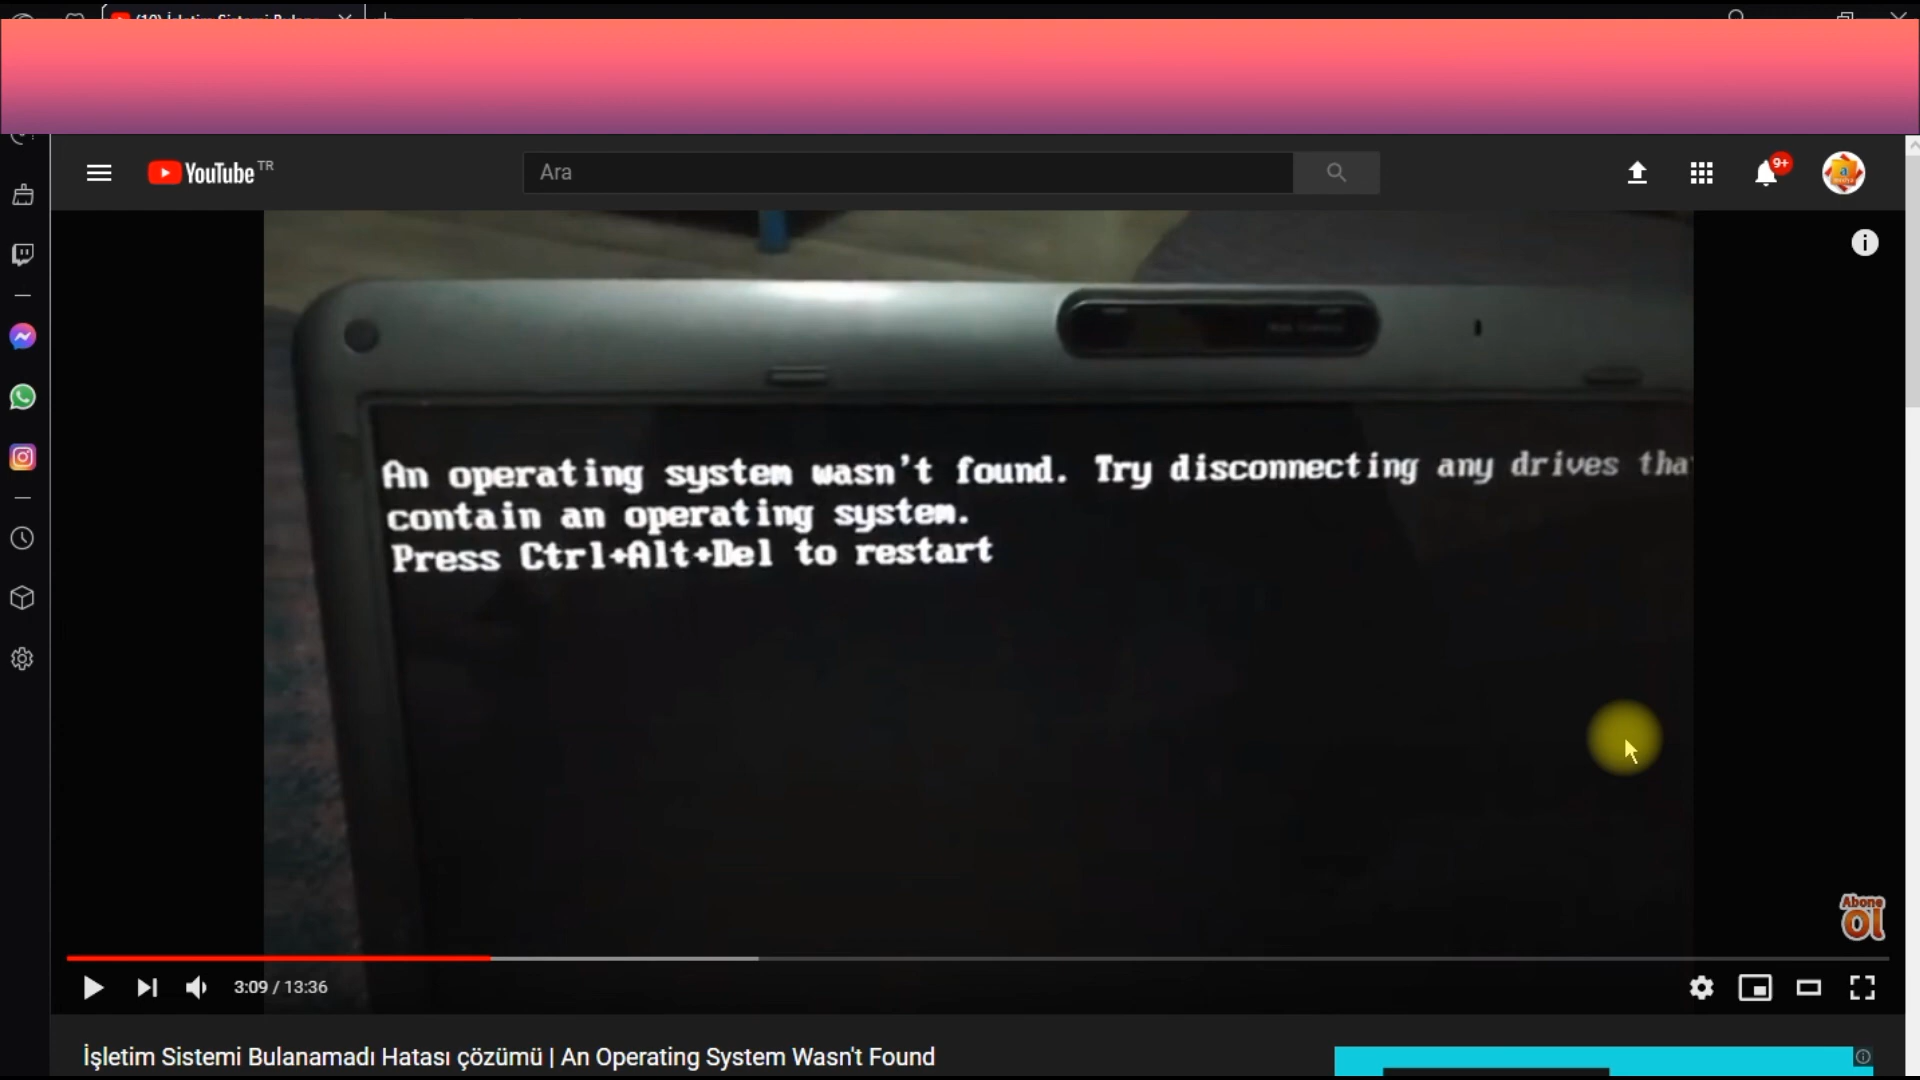 YouTube TR
Ara
9+
An operating system wasn't found. Try disconnecting any drives tha
contain an operating system.
Press Ctrl+Alt+Del to restart
Abone
Ol
3:09 / 13:36
İşletim Sistemi Bulanamadı Hatası çözümü | An Operating System Wasn't Found